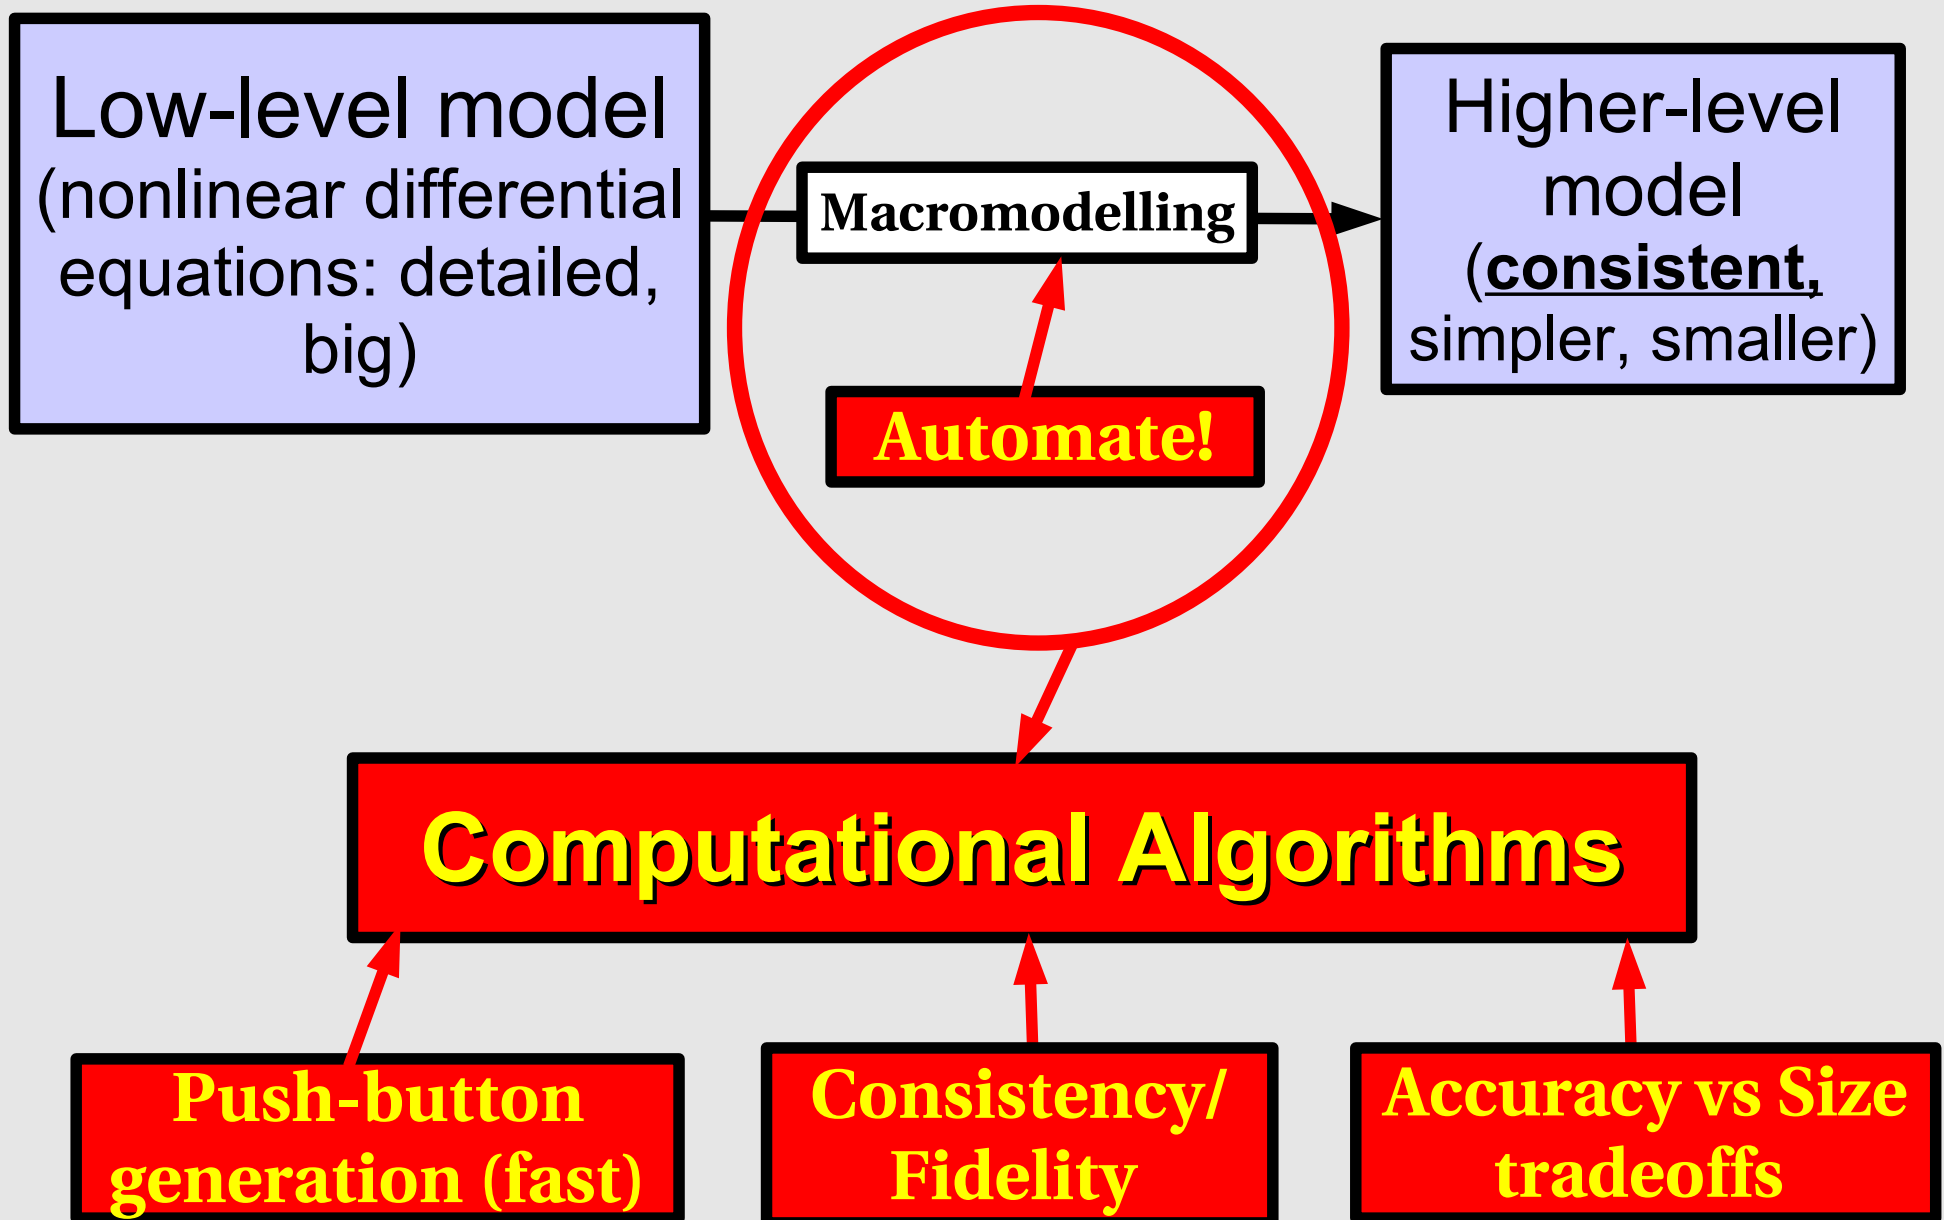 Low-level model
(nonlinear differential
equations: detailed,
big)
Macromodelling
Automate!
Higher-level
model
(consistent,
simpler, smaller)
Computational Algorithms
Push-button
generation (fast)
Consistency/
Fidelity
Accuracy vs Size
tradeoffs